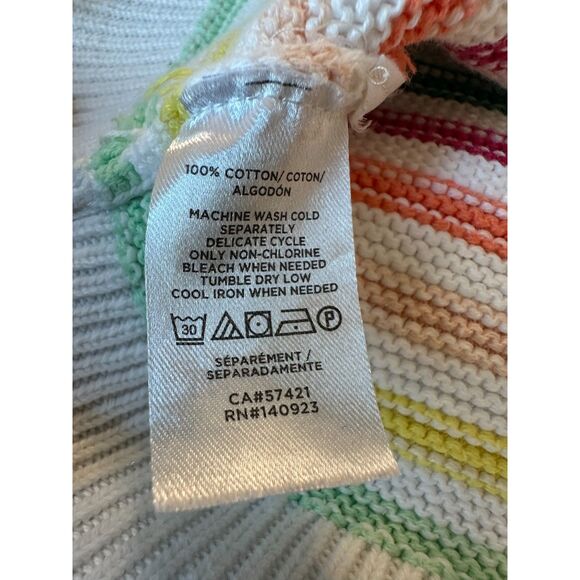 100% COTTON/ COTON/
ALGODÓN
MACHINE WASH COLD
SEPARATELY
DELICATE CYCLE
ONLY NON-CHLORINE
BLEACH WHEN NEEDED
TUMBLE DRY LOW
COOL IRON WHEN NEEDED
30 P
SÉPARÉMENT /
SEPARADAMENTE
CA#57421
RN#140923